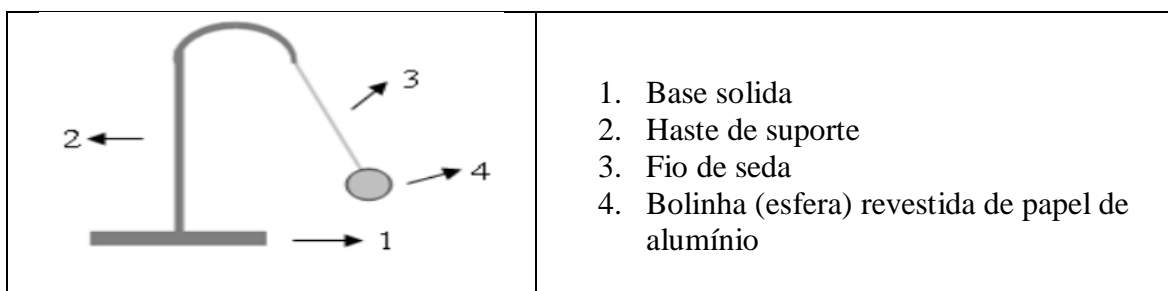 3
2
4
1
1. Base solida
2. Haste de suporte
3. Fio de seda
4. Bolinha (esfera) revestida de papel de
alumínio